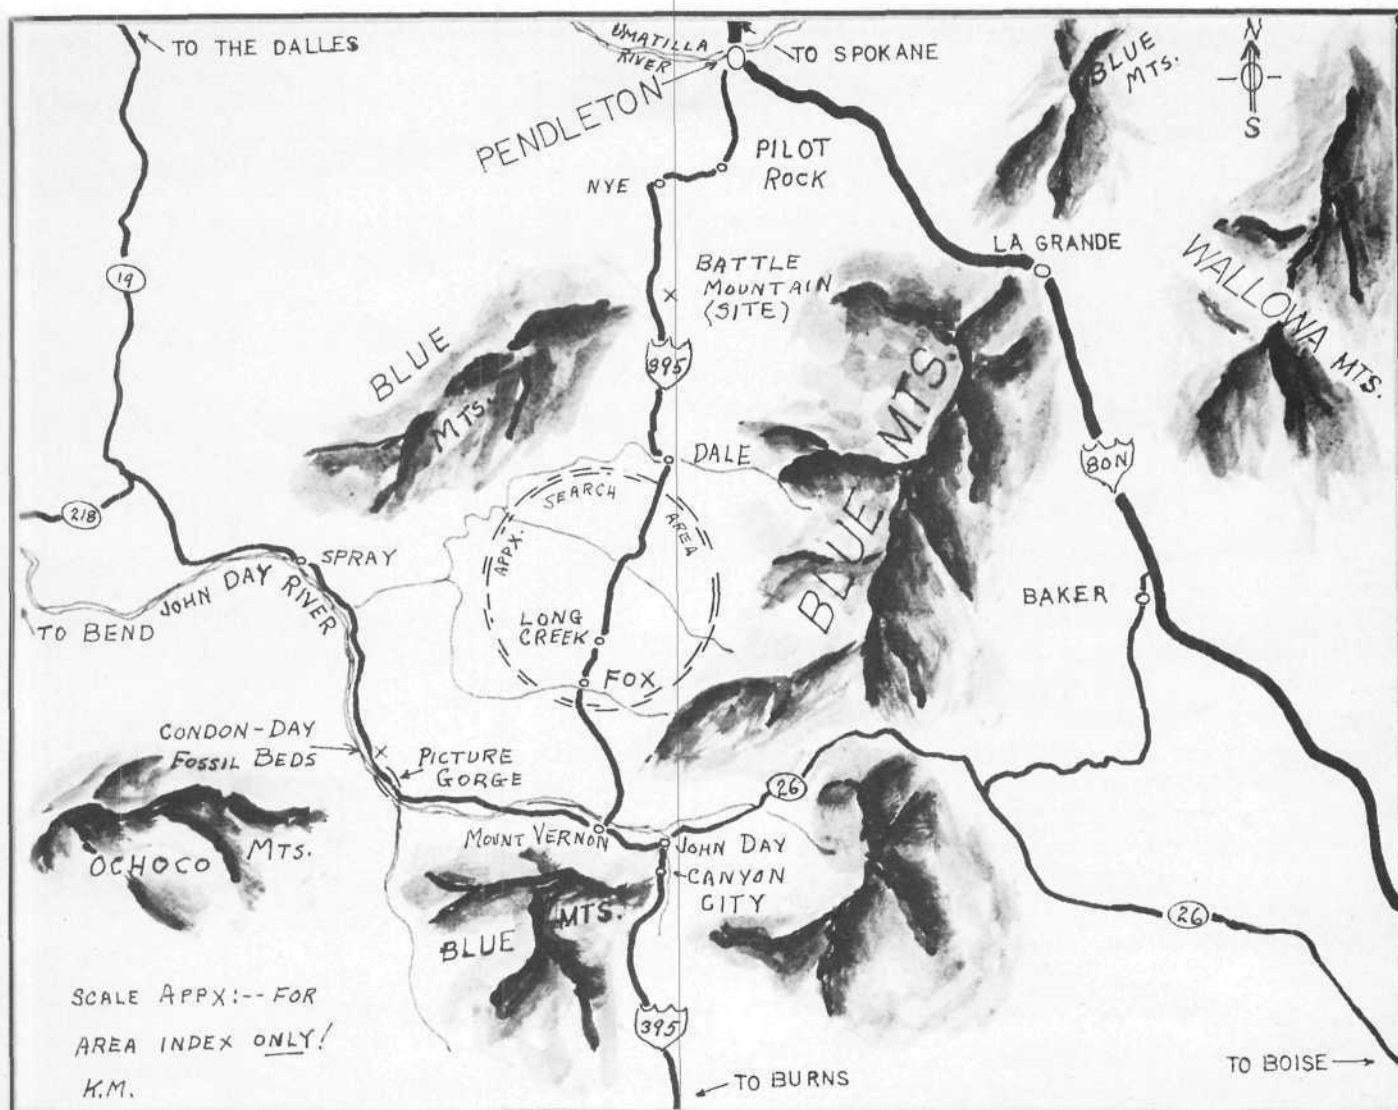 TO THE DALLES
UMATILLA
RIVER
TO SPOKANE
PENDLETON
BLUE
MTS.
N
S
PILOT
ROCK
NYE
LA GRANDE
WALLOWA
MTS.
19
BATTLE
MOUNTAIN
(SITE)
BLUE
MTS.
395
BLUE MTS.
DALE
80N
218
APPX.
SEARCH
AREA
SPRAY
JOHN DAY
RIVER
TO BEND
BAKER
LONG
CREEK
FOX
CONDON-DAY
FOSSIL BEDS
PICTURE
GORGE
26
MOUNT VERNON
JOHN DAY
CANYON
CITY
OCHOCO
MTS.
BLUE
MTS.
26
SCALE APPX:-- FOR
AREA INDEX ONLY!
K.M.
395
TO BURNS
TO BOISE